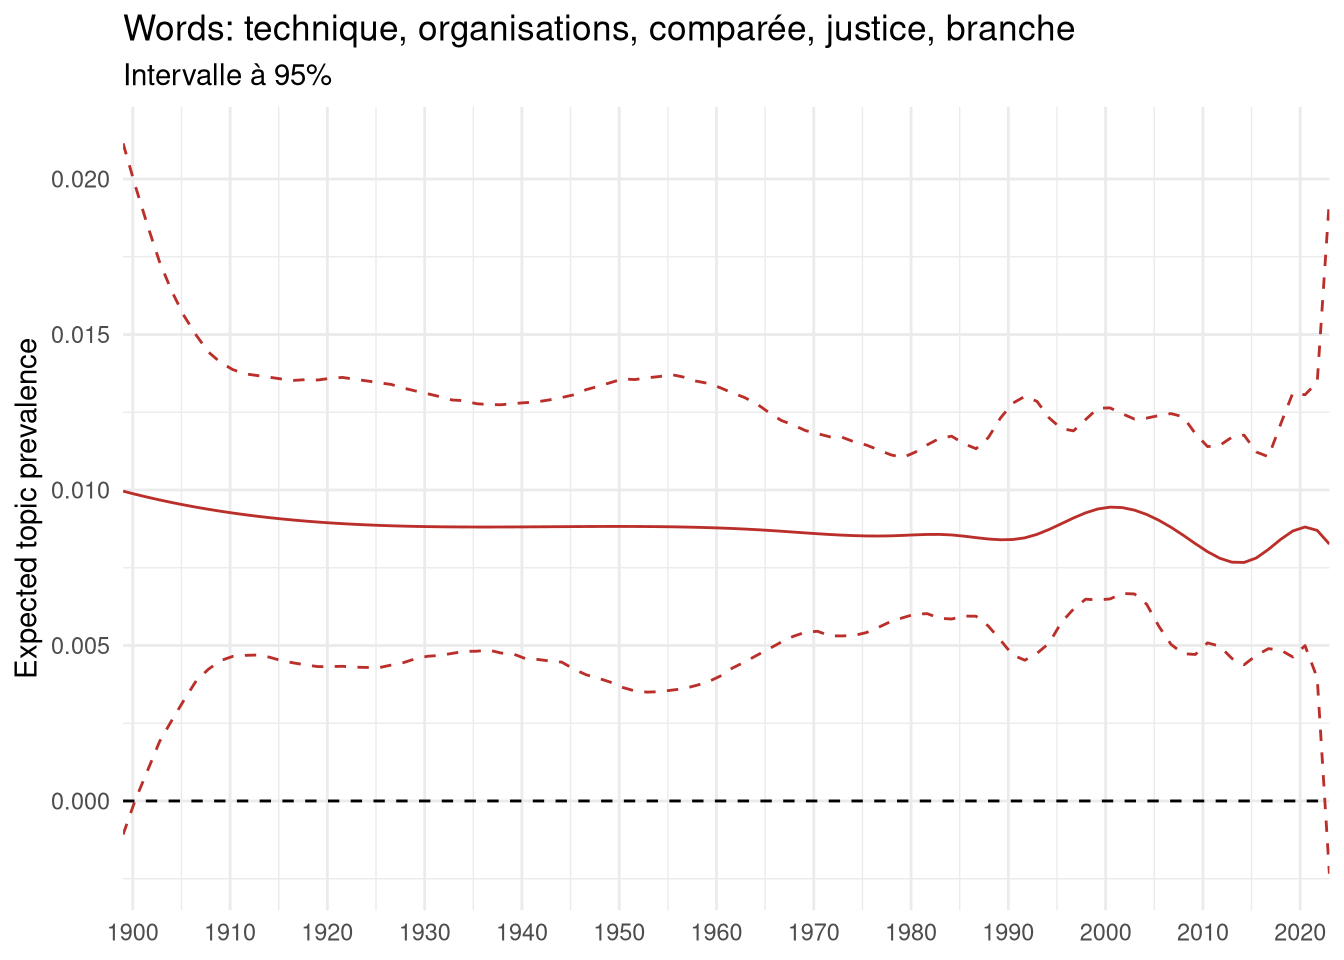 Words: technique, organisations, comparée, justice, branche
Intervalle à 95%
Expected topic prevalence
0.020
0.015
0.010
0.005
0.000
1900 1910 1920 1930 1940 1950 1960 1970 1980 1990 2000 2010 2020